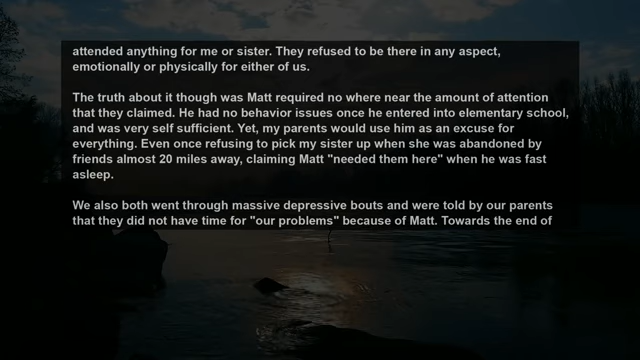 attended anything for me or sister. They refused to be there in any aspect,
emotionally or physically for either of us.
The truth about it though was Matt required no where near the amount of attention
that they claimed. He had no behavior issues once he entered into elementary school,
and was very self sufficient. Yet, my parents would use him as an excuse for
everything. Even once refusing to pick my sister up when she was abandoned by
friends almost 20 miles away, claiming Matt "needed them here" when he was fast
asleep.
We also both went through massive depressive bouts and were told by our parents
that they did not have time for "our problems" because of Matt. Towards the end of